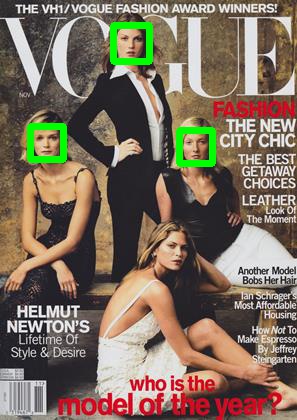 THE VH1/VOGUE FASHION AWARD WINNERS!
VOGUE
NOV
FASHION
THE NEW
CITY CHIC
THE BEST
GETAWAY
CHOICES
LEATHER
Look Of
The Moment
Another Model
Bobs Her Hair
Ian Schrager's
Most Affordable
Housing
How Not To
Make Espresso
By Jeffrey
Steingarten
HELMUT
NEWTON'S
Lifetime Of
Style & Desire
who is the
model of the year?